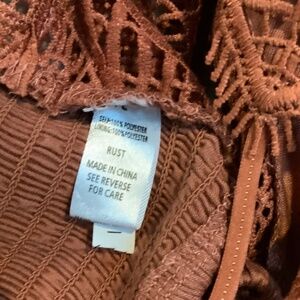 SELF:100% POLYESTER
LINING:100%POLYESTER
RUST
MADE IN CHINA
SEE REVERSE
FOR CARE